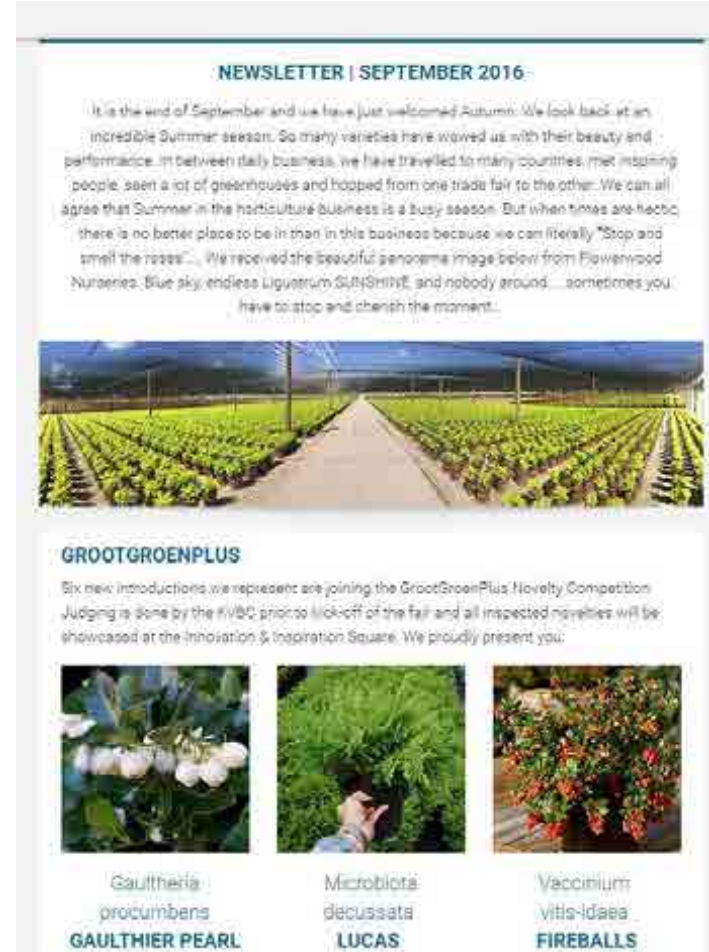 NEWSLETTER | SEPTEMBER 2016
It is the end of September and we have just welcomed Autumn. We look back at an
incredible Summer season. So many varieties have wowed us with their beauty and
performance. In between daily business, we have travelled to many countries, met inspiring
people, seen a lot of greenhouses and hopped from one trade fair to the other. We can all
agree that Summer in the horticulture business is a busy season. But when times are hectic,
there is no better place to be in than in this business because we can literally "Stop and
smell the roses".... We received the beautiful panorama image below from Flowerwood
Nurseries. Blue sky, endless Ligustrum SUNSHINE, and nobody around.... sometimes you
have to stop and cherish the moment...
GROOTGROENPLUS
Six new introductions we represent are joining the GrootGroenPlus Novelty Competition.
Judging is done by the KVBC prior to kick-off of the fair and all inspected novelties will be
showcased at the Innovation & Inspiration Square. We proudly present you:
Gaultheria
procumbens
GAULTHIER PEARL
Microbiota
decussata
LUCAS
Vaccinium
vitis-idaea
FIREBALLS